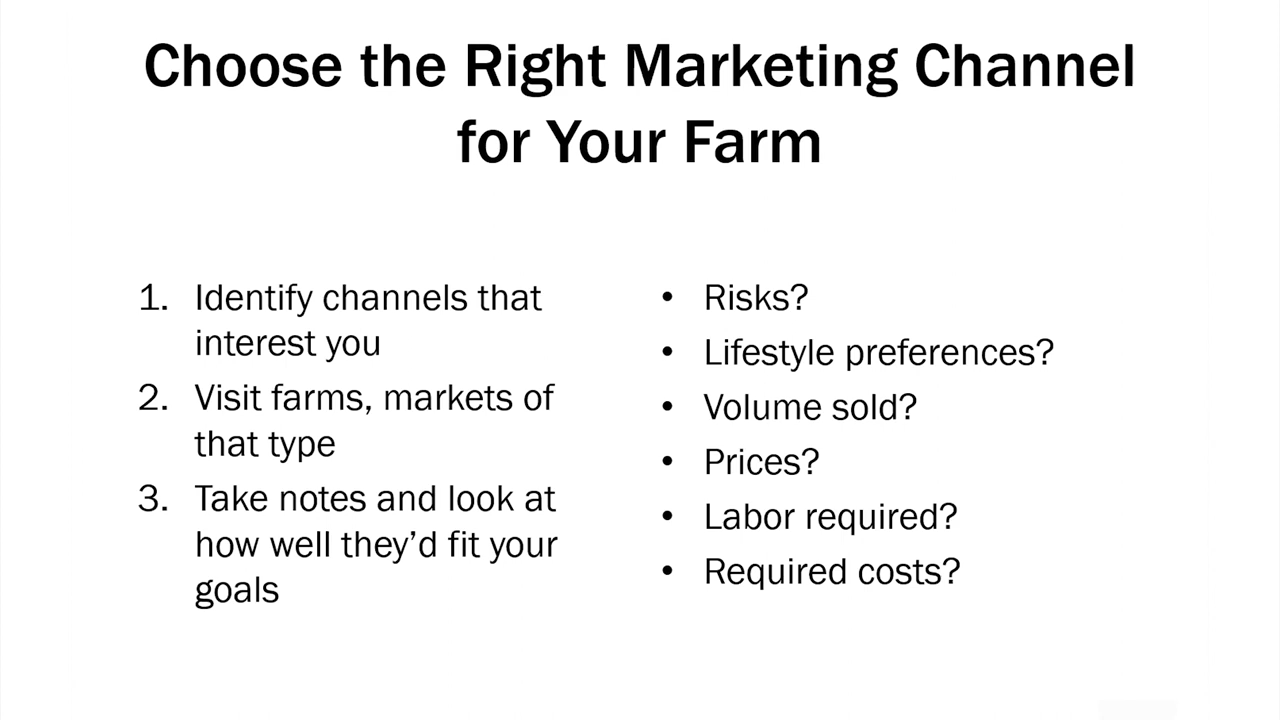 Choose the Right Marketing Channel
for Your Farm
1. Identify channels that
interest you
2. Visit farms, markets of
that type
3. Take notes and look at
how well they’d fit your
goals
• Risks?
• Lifestyle preferences?
• Volume sold?
• Prices?
• Labor required?
• Required costs?